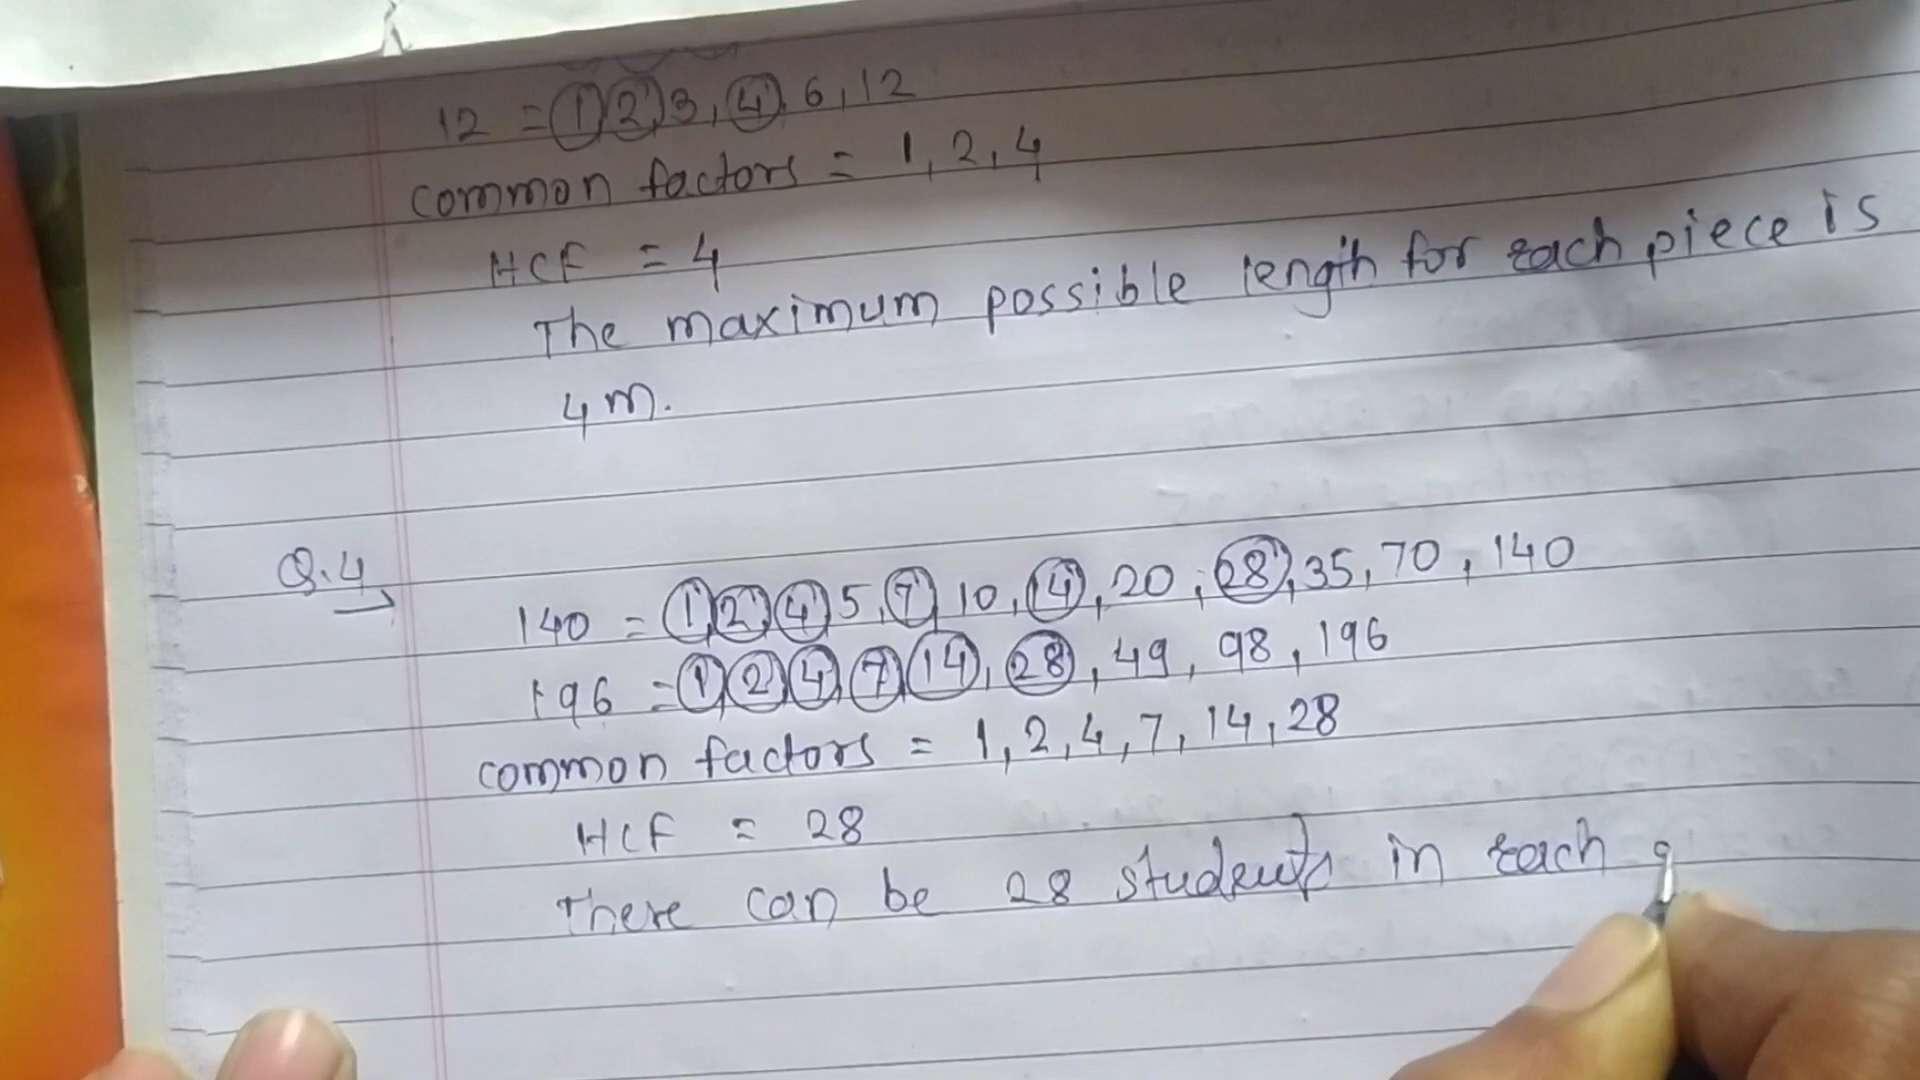 12 = 1, 2, 3, 4, 6, 12
common factors = 1, 2, 4
HCF = 4
The maximum possible length for each piece is
4 m.
Q.4
140 = 1, 2, 4, 5, 7, 10, 14, 20, 28, 35, 70, 140
196 = 1, 2, 4, 7, 14, 28, 49, 98, 196
common factors = 1, 2, 4, 7, 14, 28
HCF = 28
There can be 28 students in each